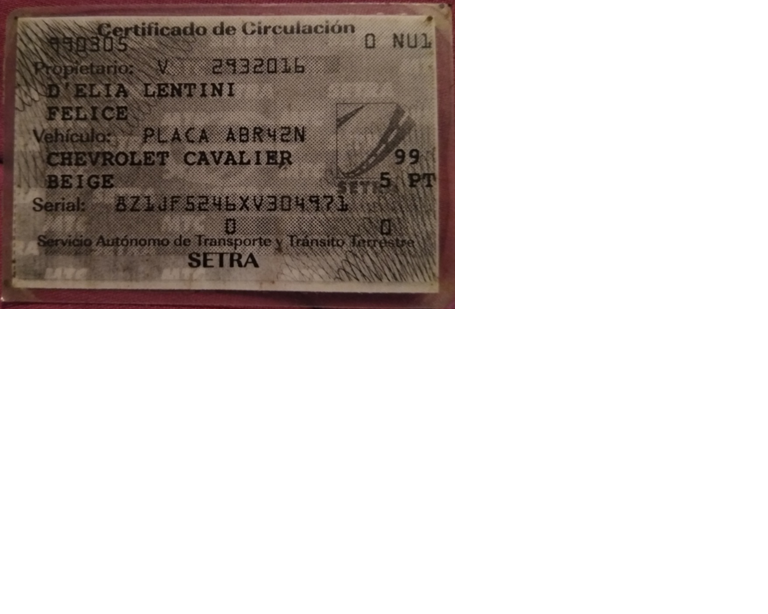 Certificado de Circulación
990305 0 NU1
Propietario: V 2932016
D'ELIA LENTINI
FELICE
Vehículo: PLACA ABR42N
CHEVROLET CAVALIER 99
BEIGE 5 PT
SETRA
Serial: 8Z1JF5246XV304971
0 0
Servicio Autónomo de Transporte y Tránsito Terrestre
SETRA